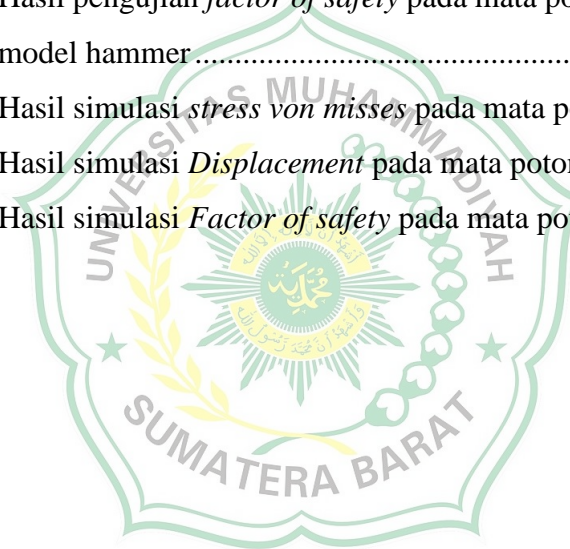 Hasil pengujian factor of safety pada mata po
model hammer.......................................
Hasil simulasi stress von misses pada mata p
Hasil simulasi Displacement pada mata poto
Hasil simulasi Factor of safety pada mata po
UNIVERSITAS MUHAMMADIYAH
SUMATERA BARAT